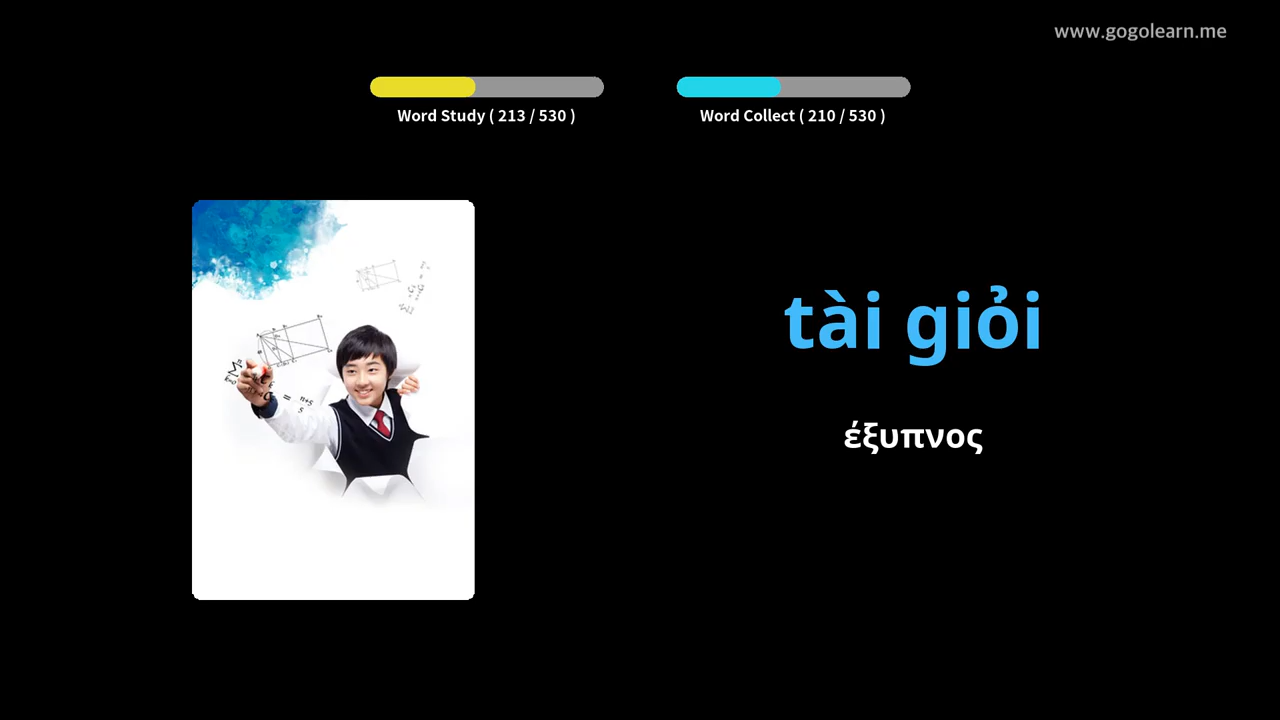 www.gogolearn.me
Word Study ( 213 / 530 )
Word Collect ( 210 / 530 )
tài giỏi
έξυπνος